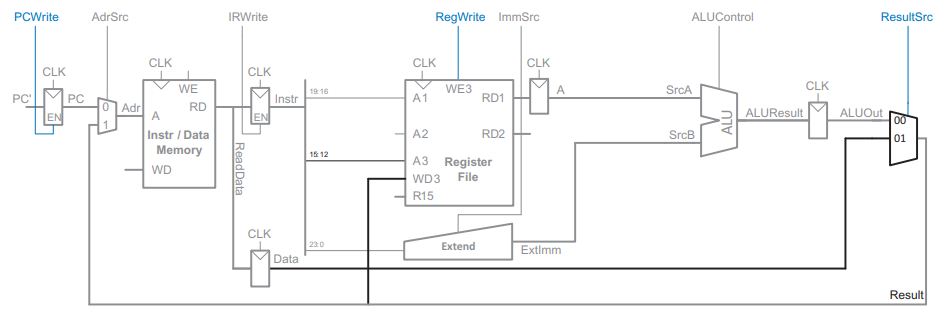 PCWrite AdrSrc IRWrite RegWrite ImmSrc ALUControl ResultSrc
CLK CLK CLK CLK CLK CLK
PC' PC EN 0 1 Adr
A WE RD
Instr / Data
Memory
WD
EN Instr
ReadData
CLK
Data
19:16
15:12
23:0
A1 WE3 RD1
A2 RD2
A3
WD3
R15
Register
File
A SrcA
SrcB
ALU
ALUResult ALUOut
00
01
Extend
ExtImm
Result